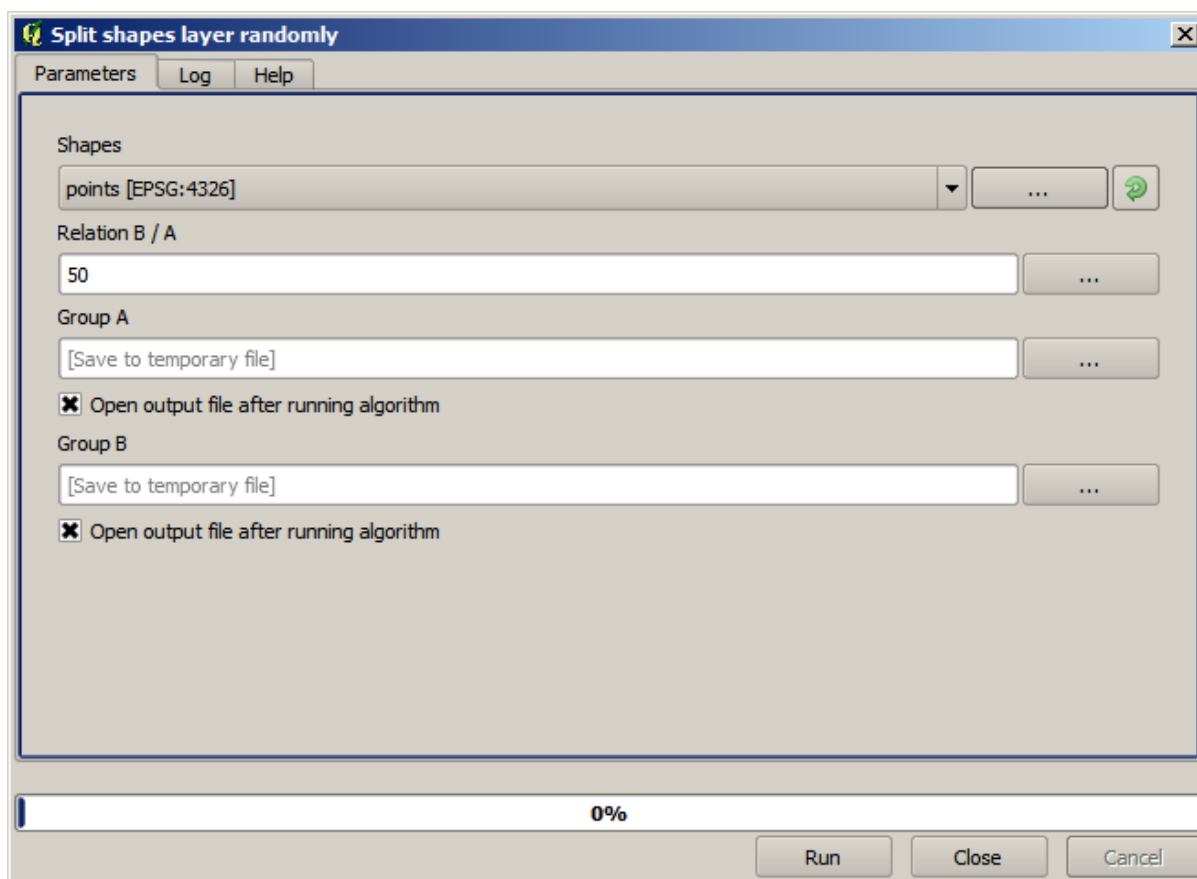 Split shapes layer randomly
Parameters Log Help
Shapes
points [EPSG:4326] ...
Relation B / A
50 ...
Group A
[Save to temporary file] ...
Open output file after running algorithm
Group B
[Save to temporary file] ...
Open output file after running algorithm
0%
Run Close Cancel